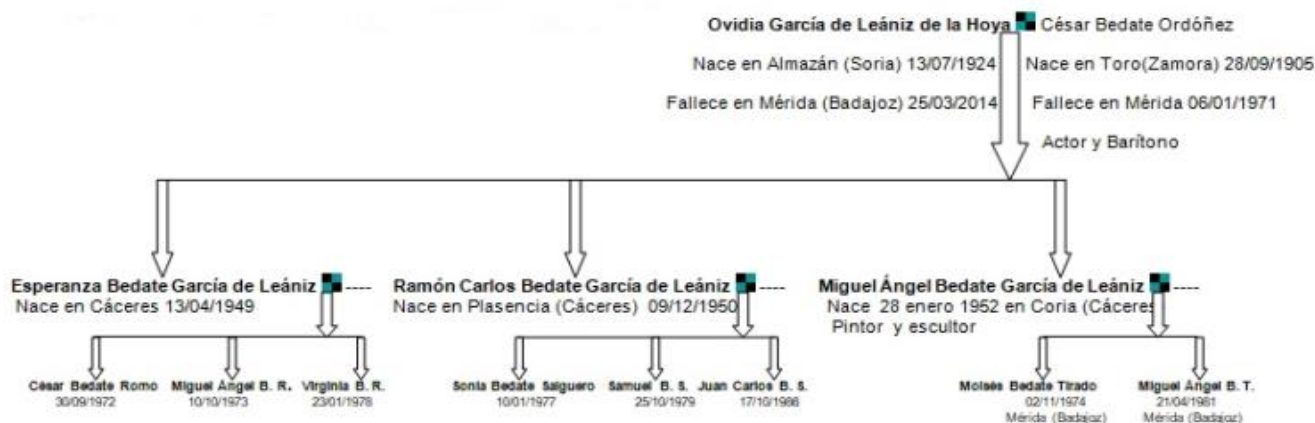 Ovidia García de Leániz de la Hoya César Bedate Ordóñez
Nace en Almazán (Soria) 13/07/1924 Nace en Toro(Zamora) 28/09/1905
Fallece en Mérida (Badajoz) 25/03/2014 Fallece en Mérida 06/01/1971
Actor y Barítono
Esperanza Bedate García de Leániz ----
Nace en Cáceres 13/04/1949
Ramón Carlos Bedate García de Leániz ----
Nace en Plasencia (Cáceres) 09/12/1950
Miguel Ángel Bedate García de Leániz ----
Nace 28 enero 1952 en Coria (Cáceres
Pintor y escultor
César Bedate Romo
30/09/1972
Miguel Ángel B. R.
10/10/1973
Virginia B. R.
23/01/1978
Sonia Bedate Salguero
10/01/1977
Samuel B. S.
25/10/1979
Juan Carlos B. S.
17/10/1986
Moisés Bedate Tirado
02/11/1974
Mérida (Badajoz)
Miguel Ángel B. T.
21/04/1981
Mérida (Badajoz)